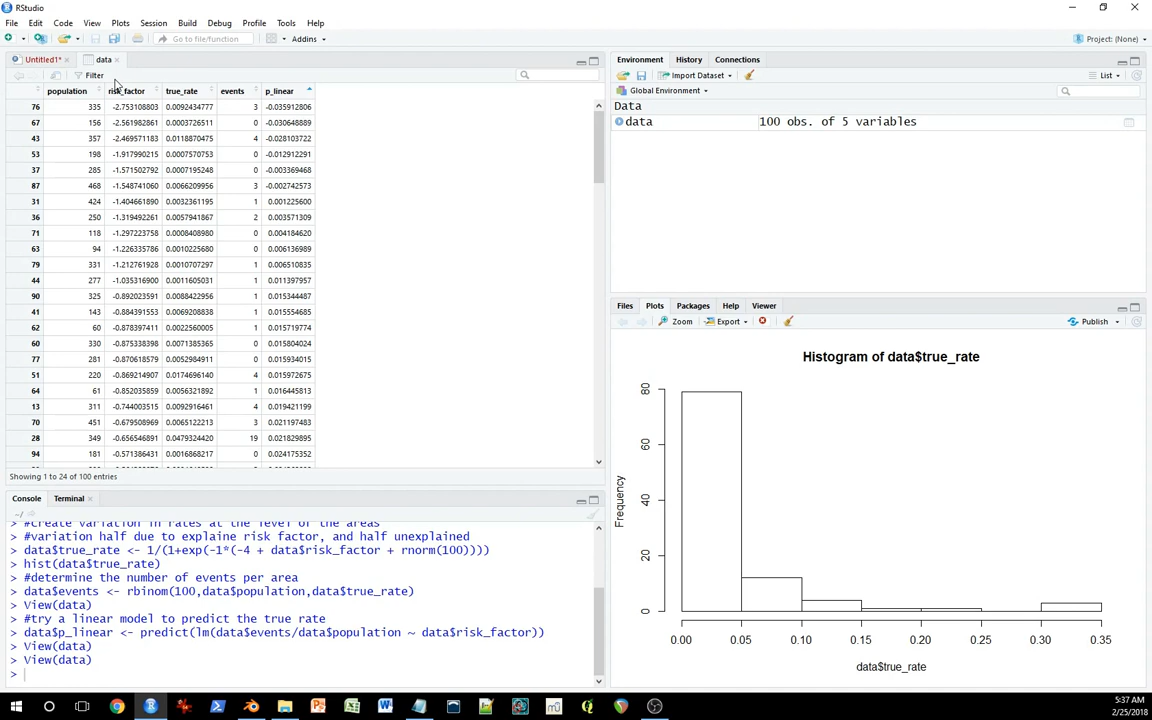 RStudio
File Edit Code View Plots Session Build Debug Profile Tools Help
Go to file/function Addins Project: (None)
Untitled1* data
Filter
population risk_factor true_rate events p_linear
76 335 -2.753108803 0.0092434777 3 -0.035912806
67 156 -2.561982861 0.0003726511 0 -0.030648889
43 357 -2.469571183 0.0118870475 4 -0.028103722
53 198 -1.917990215 0.0007570753 0 -0.012912291
37 285 -1.571502792 0.0007195248 0 -0.003369468
87 468 -1.548741060 0.0066209956 3 -0.002742573
31 424 -1.404661890 0.0032361195 1 0.001225600
36 250 -1.319492261 0.0057941867 2 0.003571309
71 118 -1.297223758 0.0008408980 0 0.004184620
63 94 -1.226335786 0.0010225680 0 0.006136989
79 331 -1.212761928 0.0010707297 1 0.006510835
44 277 -1.035316900 0.0011605031 0 0.011397957
90 325 -0.892023591 0.0088422956 1 0.015344487
41 143 -0.884391553 0.0069208838 1 0.015554685
62 60 -0.878397411 0.0022560005 1 0.015719774
60 330 -0.875338398 0.0071385365 0 0.015804024
77 281 -0.870618579 0.0052984911 0 0.015934015
51 220 -0.869214907 0.0174696140 4 0.015972675
64 61 -0.852035859 0.0056321892 1 0.016445813
13 311 -0.744003515 0.0092916461 4 0.019421199
70 451 -0.679508969 0.0065122213 3 0.021197483
28 349 -0.656546891 0.0479324420 19 0.021829895
94 181 -0.571386431 0.0016868217 0 0.024175352
Showing 1 to 24 of 100 entries
Console Terminal
~/
> #create variation in rates at the level of the areas
> #variation half due to explaine risk factor, and half unexplained
> data$true_rate <- 1/(1+exp(-1*(-4 + data$risk_factor + rnorm(100))))
> hist(data$true_rate)
> #determine the number of events per area
> data$events <- rbinom(100,data$population,data$true_rate)
> View(data)
> #try a linear model to predict the true rate
> data$p_linear <- predict(lm(data$events/data$population ~ data$risk_factor))
> View(data)
> View(data)
>
Environment History Connections
Import Dataset List
Global Environment
Data
data 100 obs. of 5 variables
Files Plots Packages Help Viewer
Zoom Export Publish
Histogram of data$true_rate
Frequency
80
60
40
20
0
0.00 0.05 0.10 0.15 0.20 0.25 0.30 0.35
data$true_rate
5:37 AM
2/25/2018